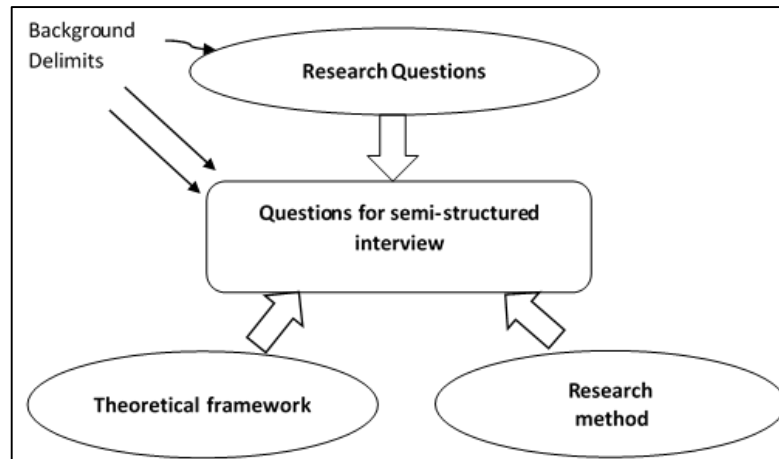 Background
Delimits
Research Questions
Questions for semi-structured
interview
Theoretical framework
Research
method